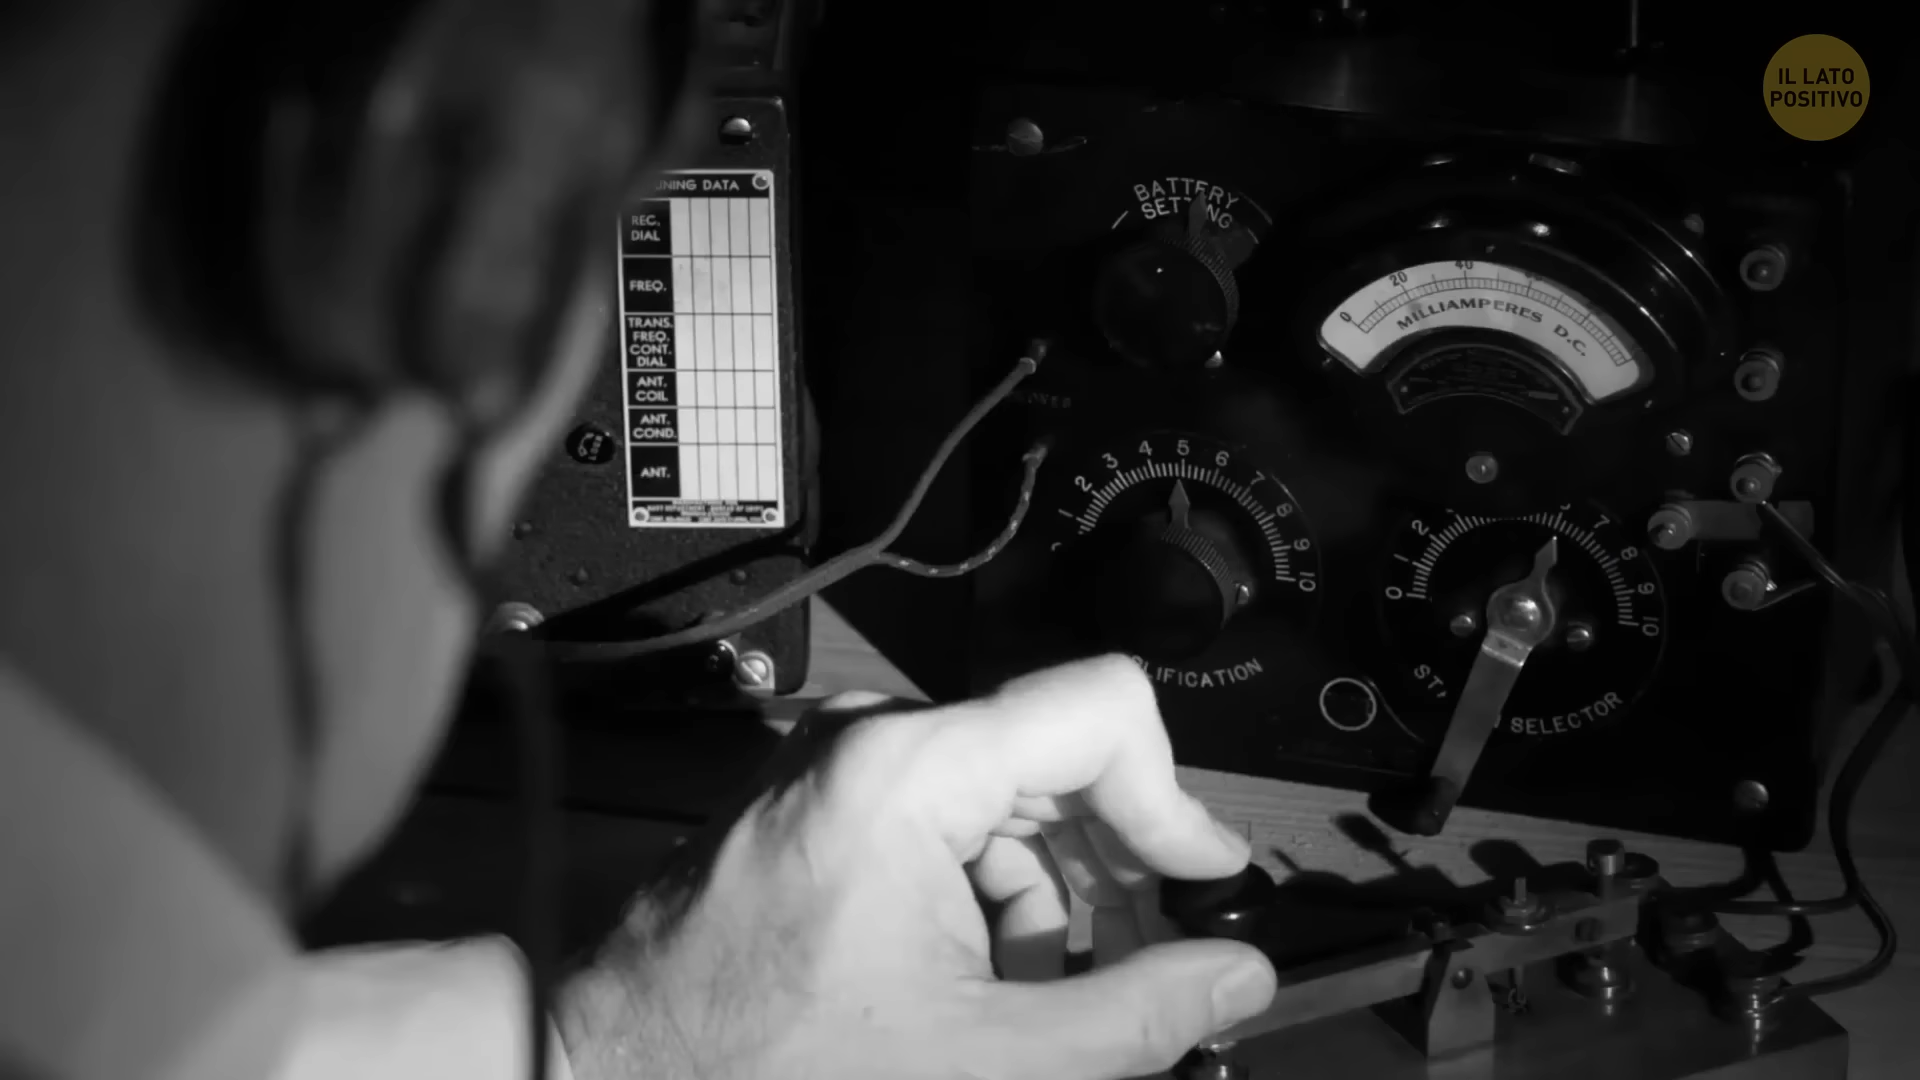 IL LATO
POSITIVO
NING DATA
REC.
DIAL
FREQ.
TRANS.
FREQ.
CONT.
DIAL
ANT.
COIL
ANT.
COND.
ANT.
BATTERY
SETTING
0 20 40
MILLIAMPERES D.C.
1 2 3 4 5 6 7 8 9 10
LIFICATION
0 1 2 7 8 9 10
SELECTOR